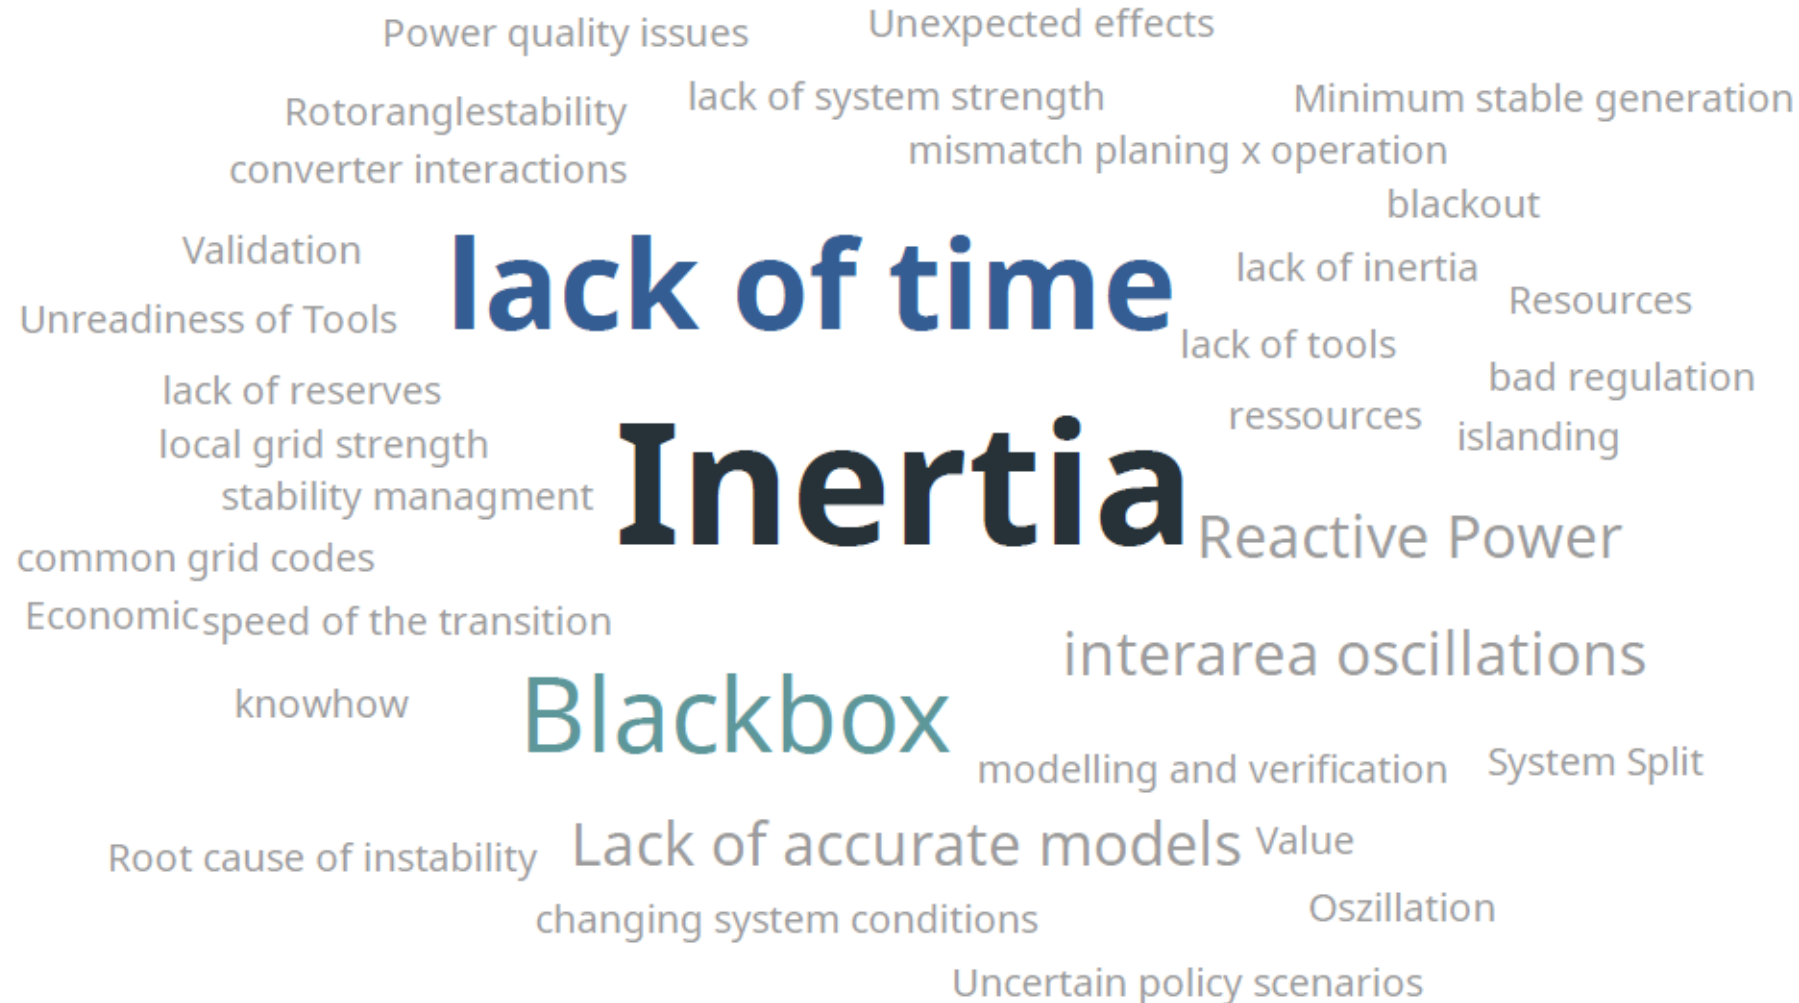 Power quality issues
Unexpected effects
Rotoranglestability
lack of system strength
Minimum stable generation
converter interactions
mismatch planing x operation
blackout
Validation
lack of time
lack of inertia
Resources
Unreadiness of Tools
lack of tools
lack of reserves
bad regulation
ressources
local grid strength
islanding
stability managment
Inertia
Reactive Power
common grid codes
Economic
speed of the transition
interarea oscillations
knowhow
Blackbox
modelling and verification
System Split
Root cause of instability
Lack of accurate models
Value
changing system conditions
Oszillation
Uncertain policy scenarios